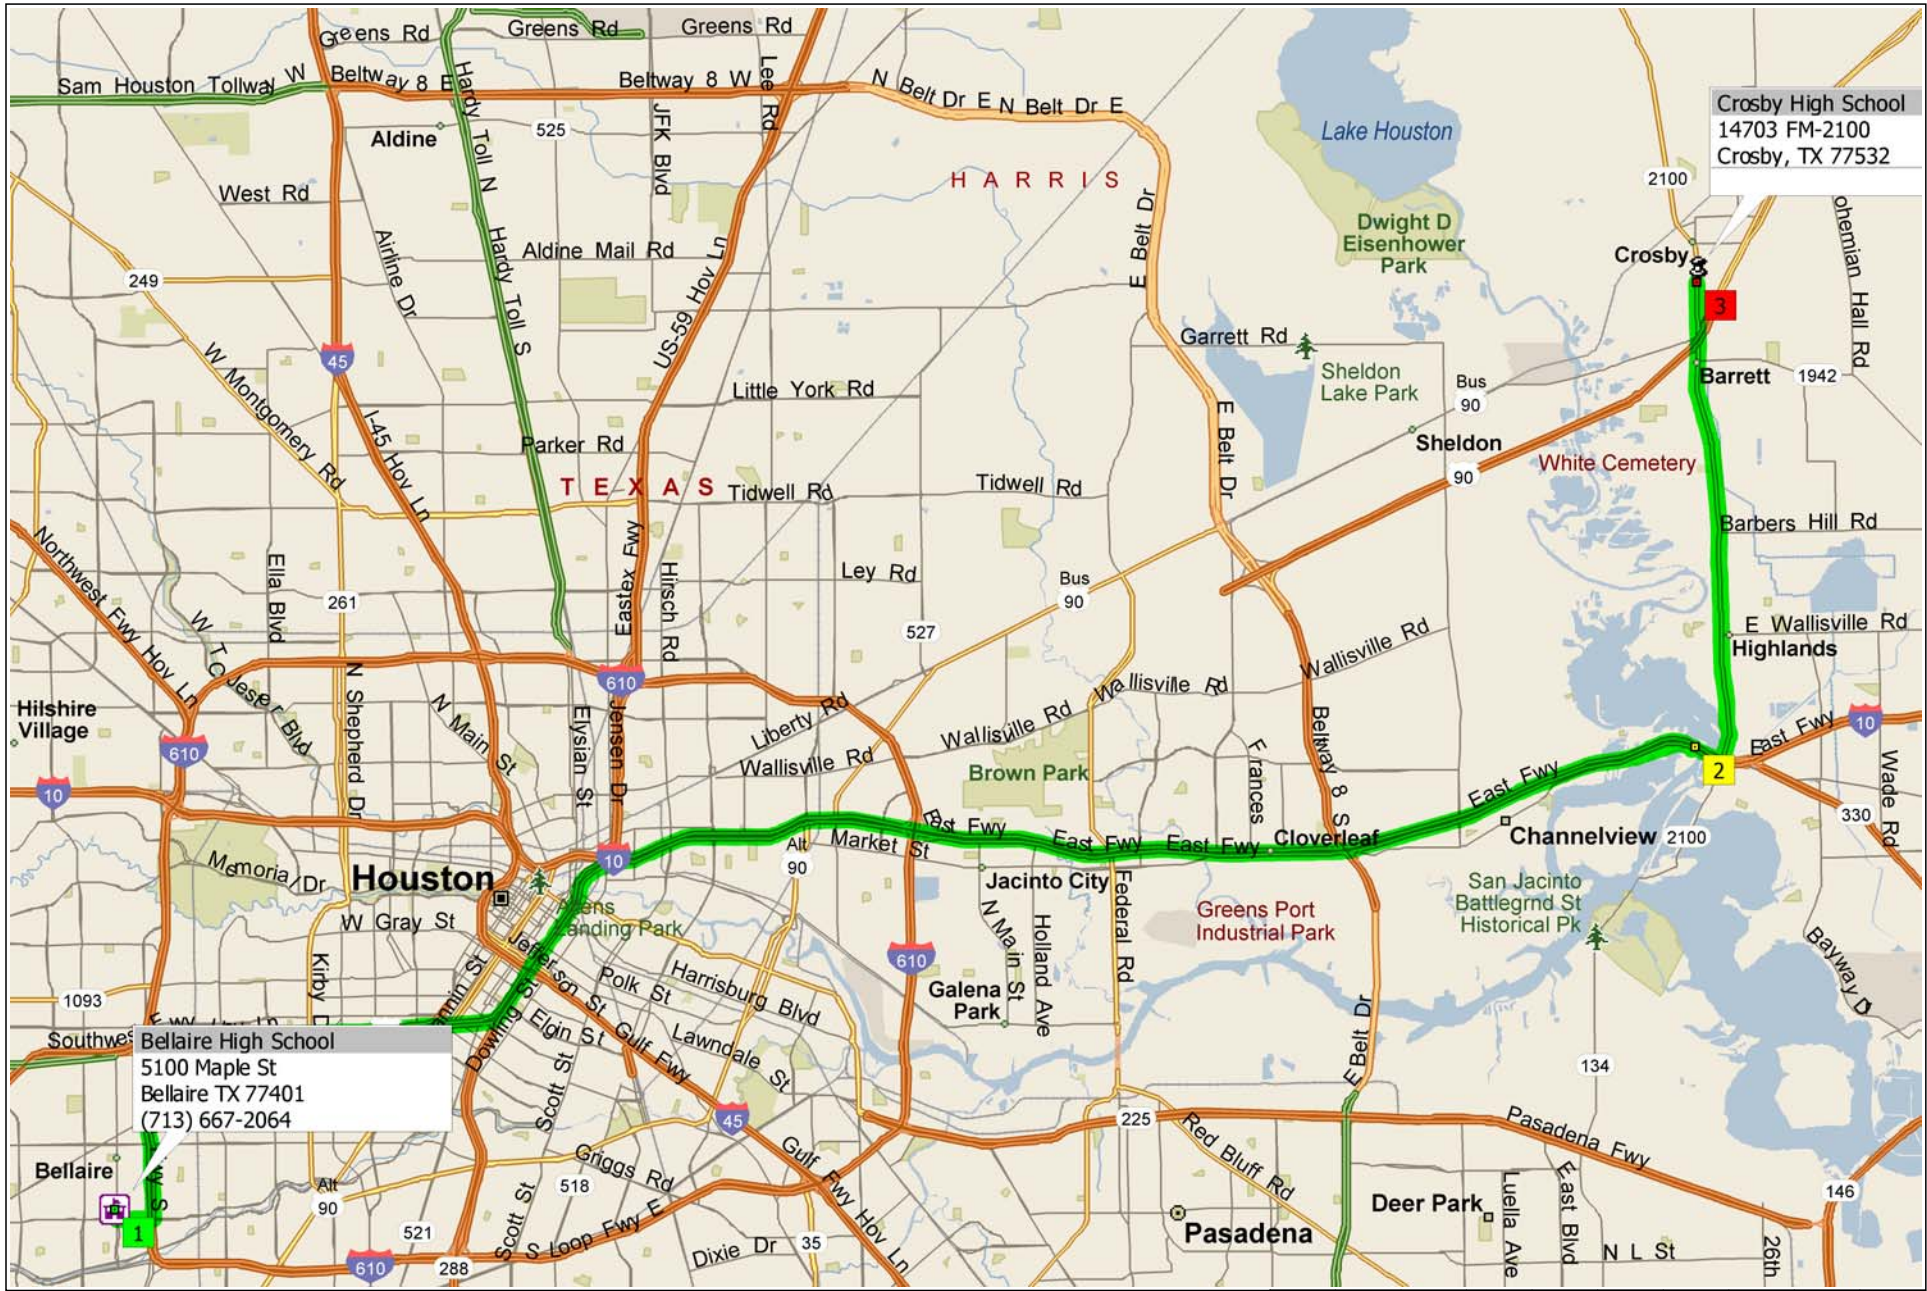 Greens Rd
Greens Rd
Greens Rd
Sam Houston Tollway W
Beltway 8 E
Beltway 8 W
Lee Rd
N Belt Dr E
N Belt Dr E
Hardy Toll N
JFK Blvd
Aldine
525
Lake Houston
Crosby High School
14703 FM-2100
Crosby, TX 77532
HARRIS
2100
West Rd
Airline Dr
Hardy Toll S
Aldine Mail Rd
US-59 Hov Ln
E Belt Dr
Dwight D
Eisenhower
Park
Crosby
Hall Rd
249
3
45
W Montgomery Rd
Garrett Rd
Sheldon
Lake Park
Barrett
1942
Little York Rd
Bus
90
I-45 Hov Ln
Parker Rd
E Belt Dr
Sheldon
90
White Cemetery
TEXAS
Tidwell Rd
Tidwell Rd
Barbers Hill Rd
Northwest Fwy Hov Ln
Ella Blvd
Eastex Fwy
Hirsch Rd
Ley Rd
Bus
90
261
527
Wallisville Rd
E Wallisville Rd
Highlands
N Shepherd Dr
610
Wallisville Rd
Hilshire
Village
N Main St
Elysian St
Jensen Dr
Liberty Rd
Wallisville Rd
Wallisville Rd
Beltway 8 S
Frances
East Fwy
10
610
Brown Park
2
10
East Fwy
Wade Rd
330
Memorial Dr
10
Alt
90
Market St
East Fwy
East Fwy
East Fwy
Cloverleaf
Channelview
2100
Houston
Jacinto City
W Gray St
Allens
Landing Park
N Main St
Holland Ave
Federal Rd
Greens Port
Industrial Park
San Jacinto
Battlegrnd St
Historical Pk
Jefferson St
Polk St
Harrisburg Blvd
610
Galena
Park
Bayway D
1093
Dowling St
Elgin St
Gulf Fwy
Lawndale St
Scott St
E Belt Dr
134
Bellaire High School
5100 Maple St
Bellaire TX 77401
(713) 667-2064
45
225
Red Bluff Rd
Pasadena Fwy
Bellaire
1
Alt
90
518
Griggs Rd
Gulf Fwy Hov Ln
Scott St
S Loop Fwy E
521
610
288
Dixie Dr
35
Pasadena
Deer Park
Luella Ave
East Blvd
N L St
26th
146